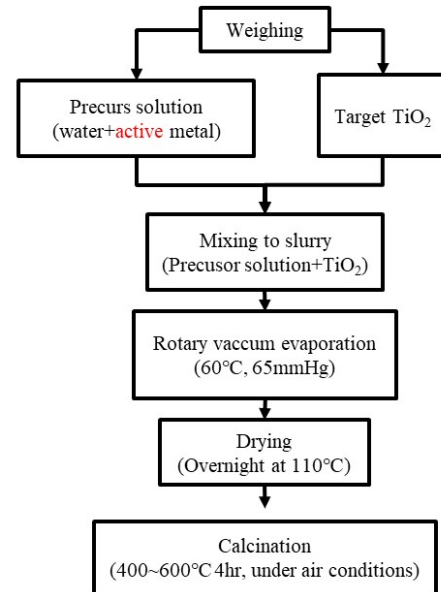 Weighing
Precurs solution
(water+active metal)
Target TiO₂
Mixing to slurry
(Precusor solution+TiO₂)
Rotary vaccum evaporation
(60℃, 65mmHg)
Drying
(Overnight at 110℃)
Calcination
(400~600℃ 4hr, under air conditions)